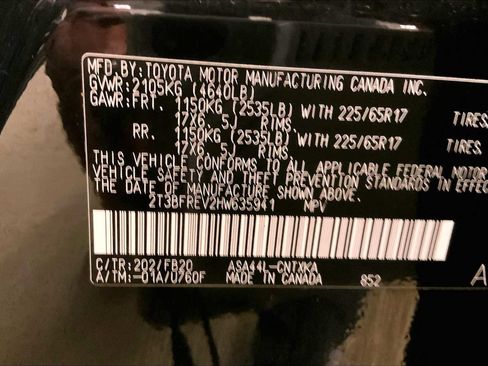 MFD.BY:TOYOTA MOTOR MANUFACTURING CANADA INC.
GVWR:2105KG (4640LB)
GAWR:FRT. 1150KG (2535LB) WITH 225/65R17 TIRES
17X6.5J RIMS,
RR. 1150KG (2535LB) WITH 225/65R17 TIRES
17X6.5J RIMS,
THIS VEHICLE CONFORMS TO ALL APPLICABLE FEDERAL MOTOR
VEHICLE SAFETY AND THEFT PREVENTION STANDARDS IN EFFEC
THE DATE OF MANUFACTURE SHOWN ABOVE.
2T3BFREV2HW635941 MPV
C/TR:202/FB20 ASA44L-CNTXKA A
A/TM:-01A/U760F MADE IN CANADA 852